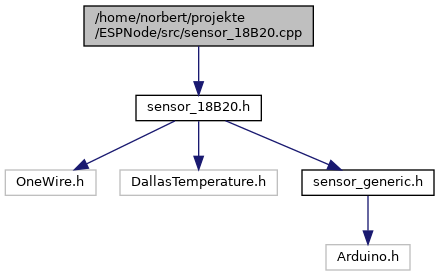 /home/norbert/projekte
/ESPNode/src/sensor_18B20.cpp
sensor_18B20.h
OneWire.h
DallasTemperature.h
sensor_generic.h
Arduino.h